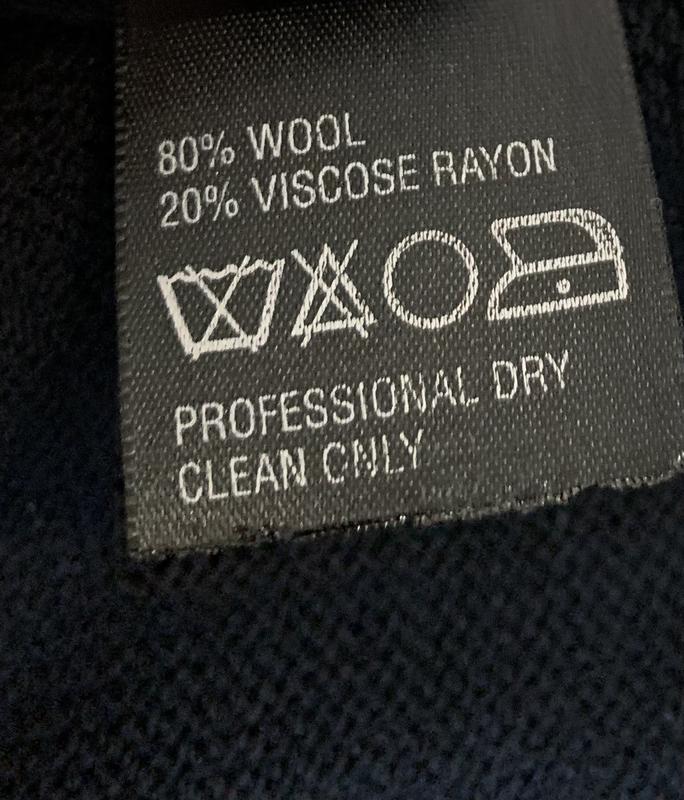 80% WOOL
20% VISCOSE RAYON
PROFESSIONAL DRY
CLEAN ONLY